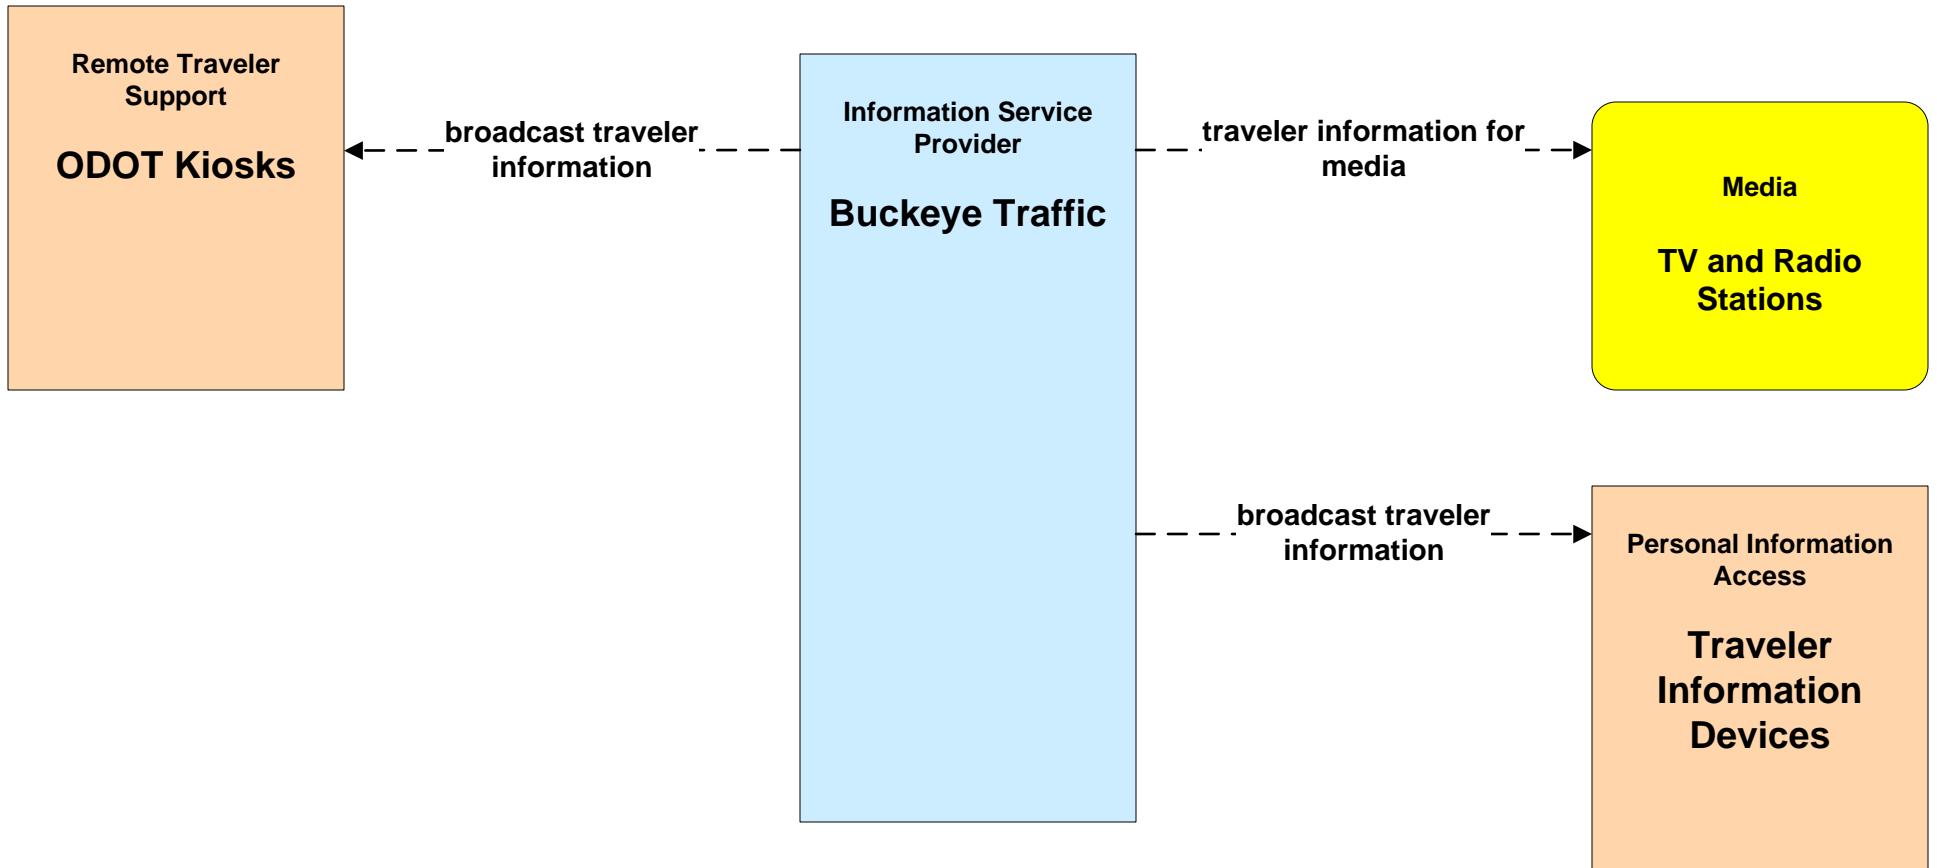 Remote Traveler
Support
ODOT Kiosks
broadcast traveler
information
Information Service
Provider
Buckeye Traffic
traveler information for
media
Media
TV and Radio
Stations
broadcast traveler
information
Personal Information
Access
Traveler
Information
Devices